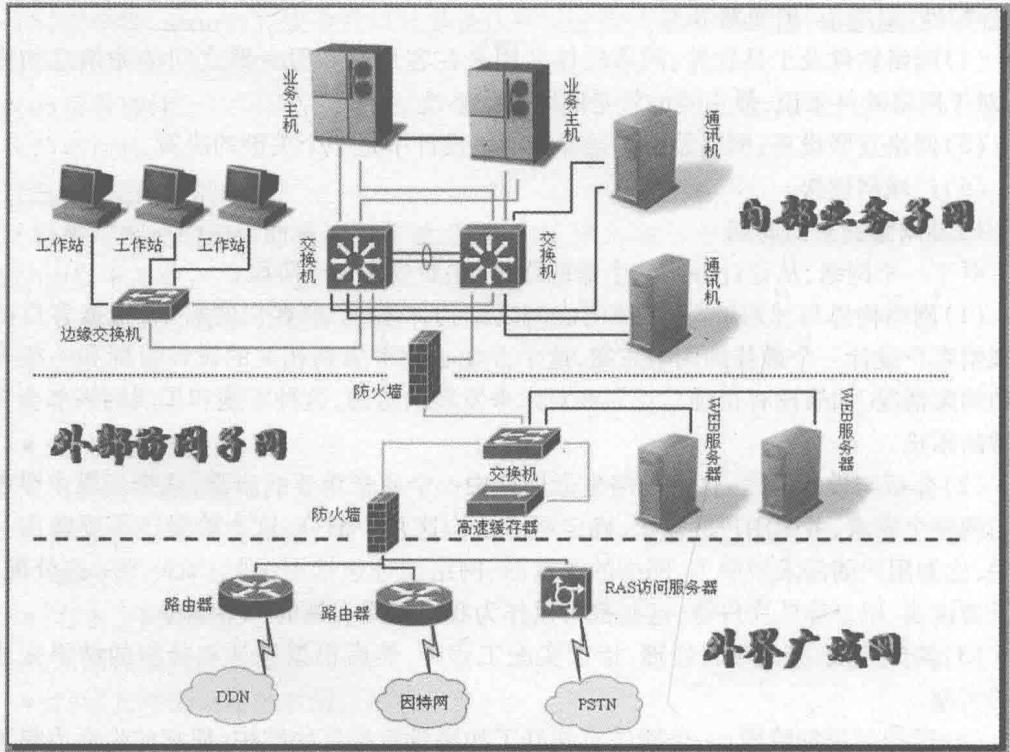 业务主机
业务主机
通讯机
内部业务子网
工作站
工作站
工作站
交换机
交换机
通讯机
边缘交换机
防火墙
外部访网子网
WEB服务器
WEB服务器
交换机
防火墙
高速缓存器
路由器
路由器
RAS访问服务器
外界广域网
DDN
因特网
PSTN